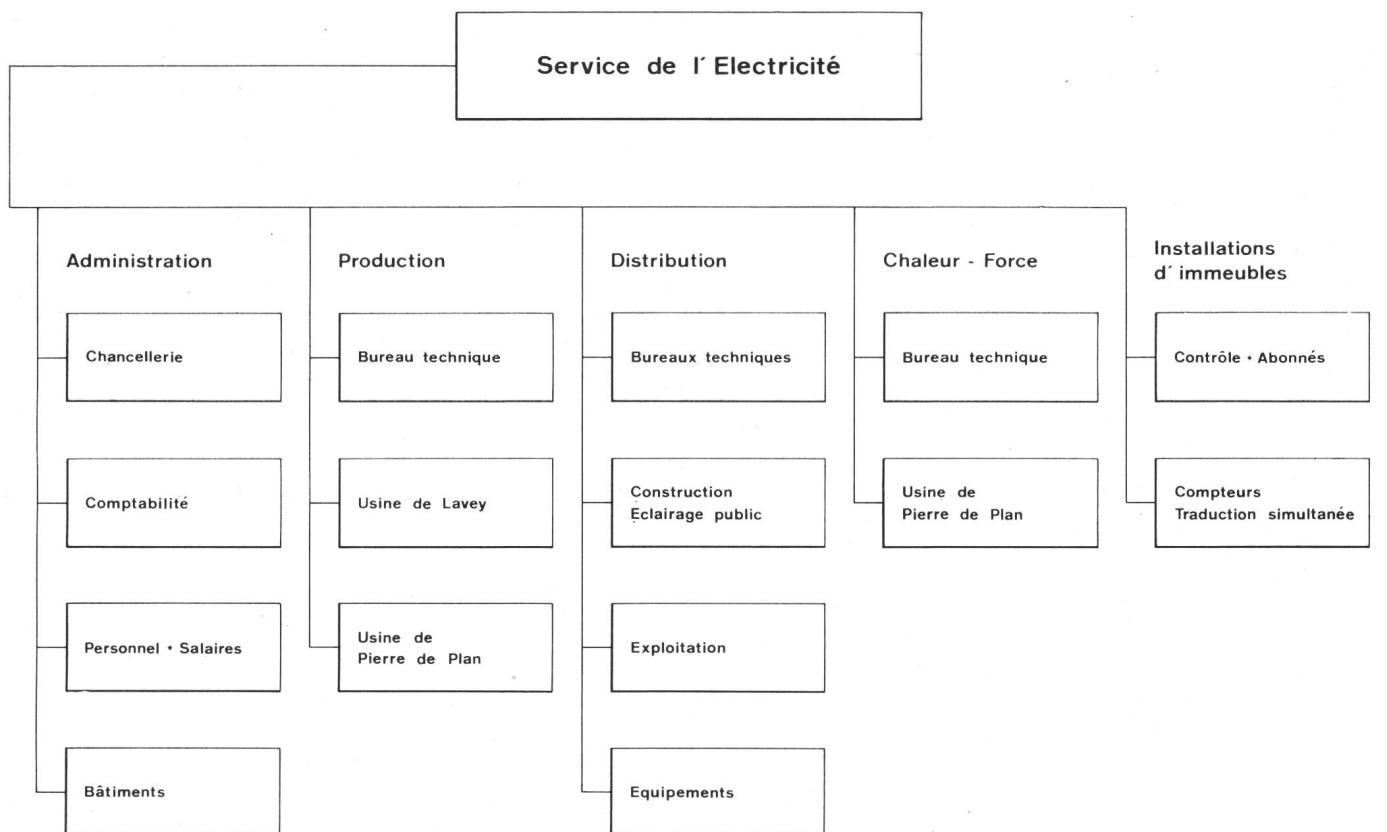 Service de l´Electricité
Administration
Chancellerie
Comptabilité
Personnel + Salaires
Bâtiments
Production
Bureau technique
Usine de Lavey
Usine de
Pierre de Plan
Distribution
Bureaux techniques
Construction
Eclairage public
Exploitation
Equipements
Chaleur - Force
Bureau technique
Usine de
Pierre de Plan
Installations
d´immeubles
Contrôle + Abonnés
Compteurs
Traduction simultanée